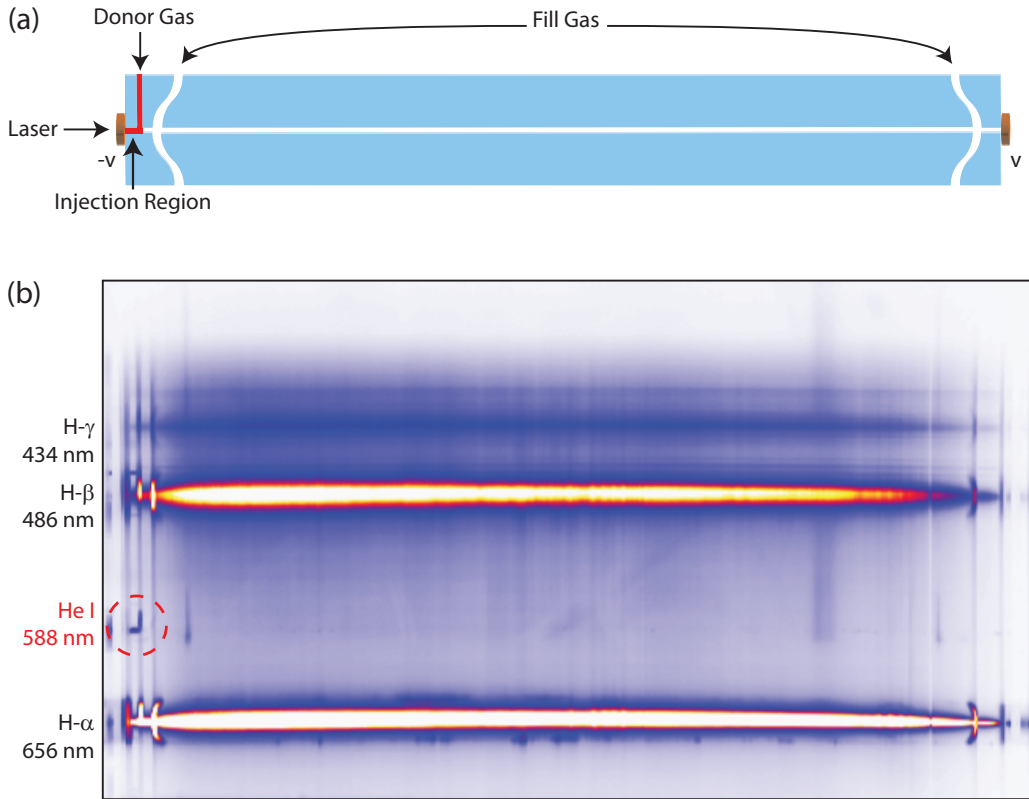 (a)
Donor Gas
Fill Gas
Laser
-v
v
Injection Region
(b)
H-γ
434 nm
H-β
486 nm
He I
588 nm
H-α
656 nm